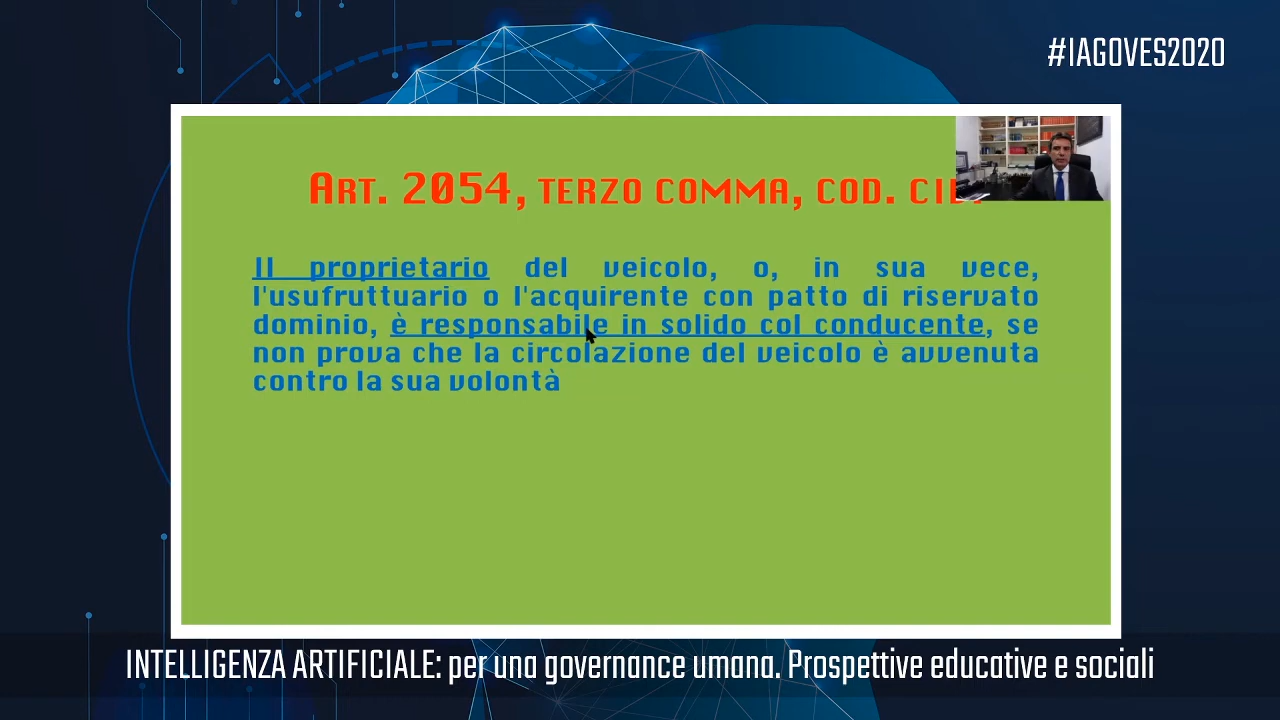 #IAGOVES2020
ART. 2054, TERZO COMMA, COD. CIV.
Il proprietario del veicolo, o, in sua vece,
l'usufruttuario o l'acquirente con patto di riservato
dominio, è responsabile in solido col conducente, se
non prova che la circolazione del veicolo è avvenuta
contro la sua volontà
INTELLIGENZA ARTIFICIALE: per una governance umana. Prospettive educative e sociali